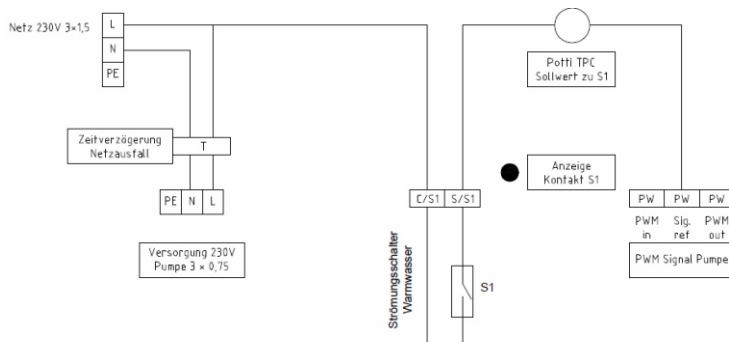 Netz 230V 3×1,5
L
N
PE
Zeitverzögerung
Netzausfall
T
PE N L
Versorgung 230V
Pumpe 3 × 0,75
Potti TPC
Sollwert zu S1
Anzeige
Kontakt S1
C/S1 S/S1
Strömungsschalter
Warmwasser
S1
PW PW PW
PWM Sig. PWM
in ref out
PWM Signal Pumpe